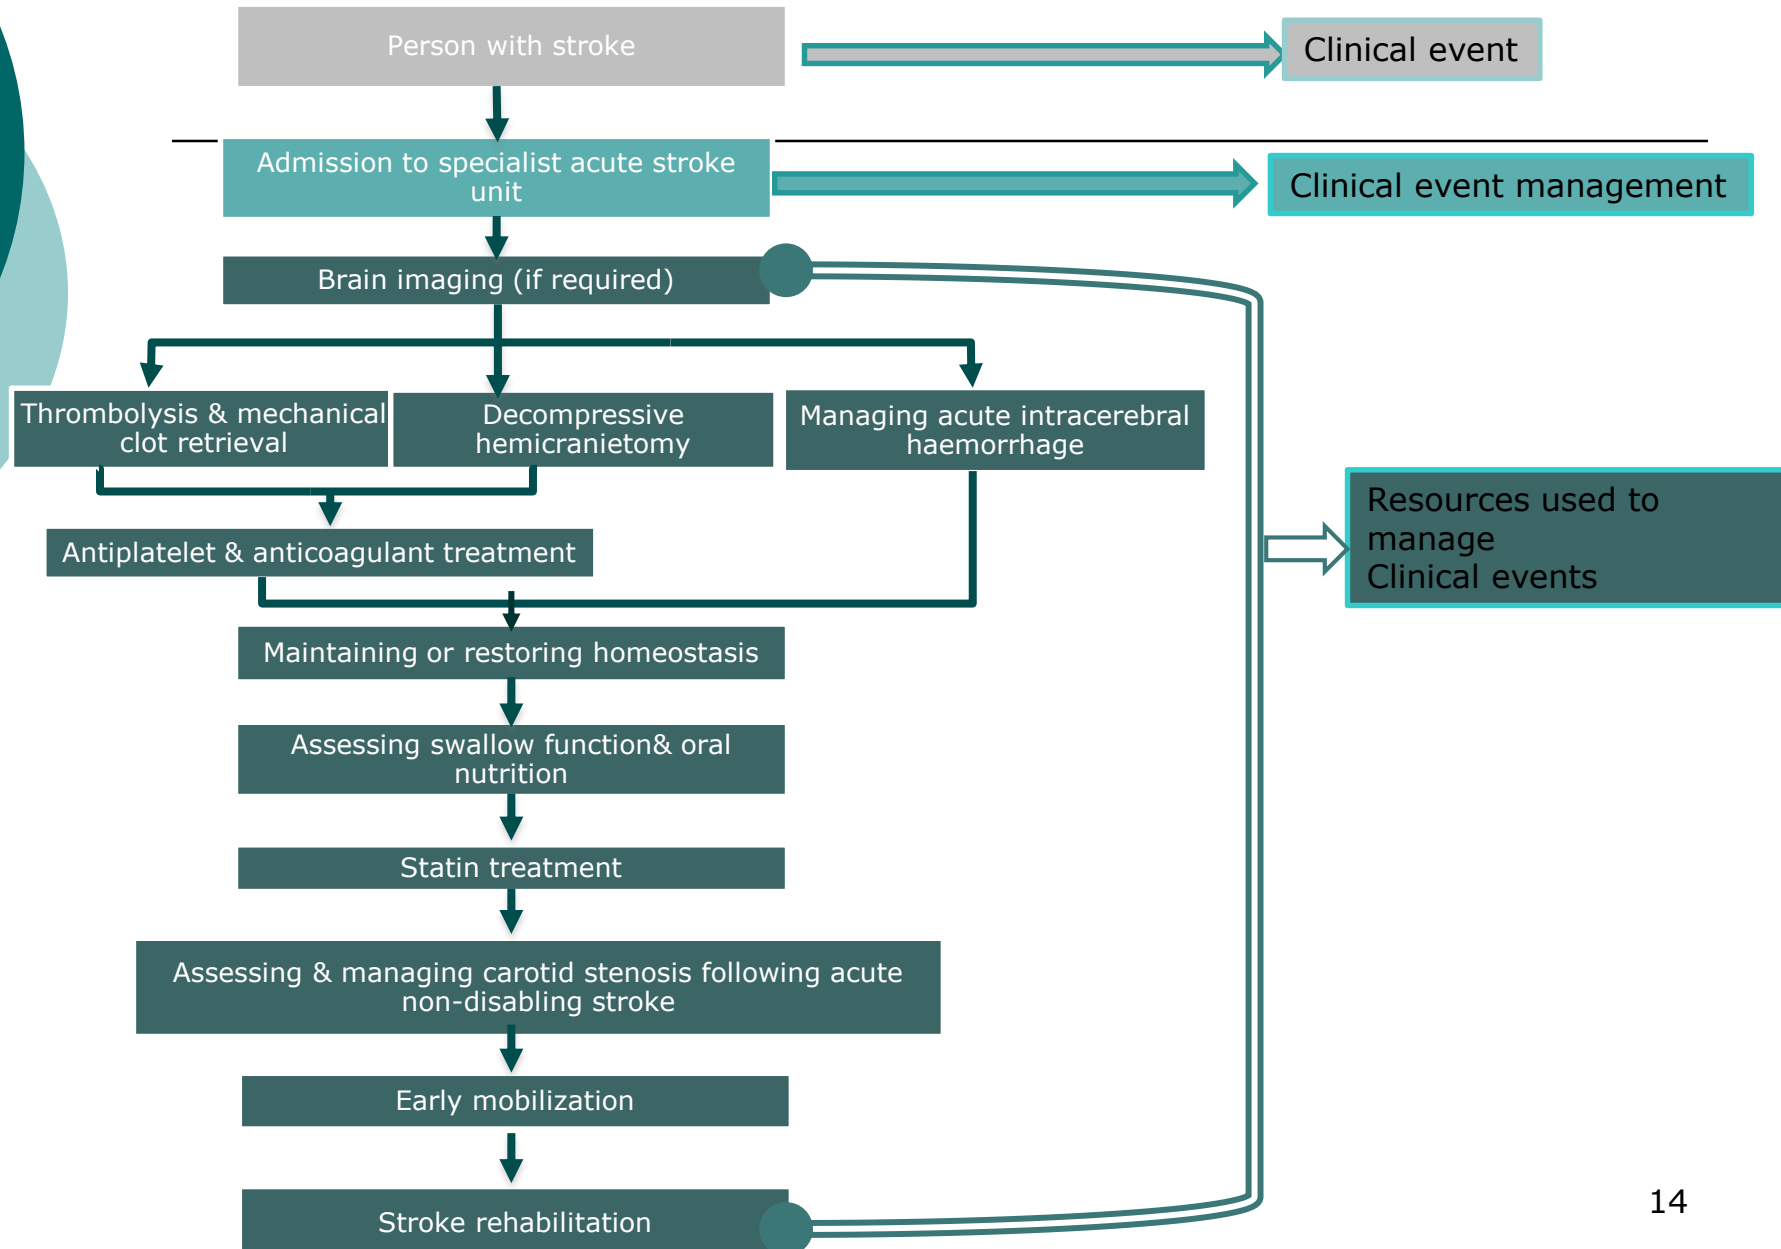 Person with stroke
Clinical event
Admission to specialist acute stroke
unit
Clinical event management
Brain imaging (if required)
Thrombolysis & mechanical
clot retrieval
Decompressive
hemicranietomy
Managing acute intracerebral
haemorrhage
Resources used to
manage
Clinical events
Antiplatelet & anticoagulant treatment
Maintaining or restoring homeostasis
Assessing swallow function& oral
nutrition
Statin treatment
Assessing & managing carotid stenosis following acute
non-disabling stroke
Early mobilization
Stroke rehabilitation
14